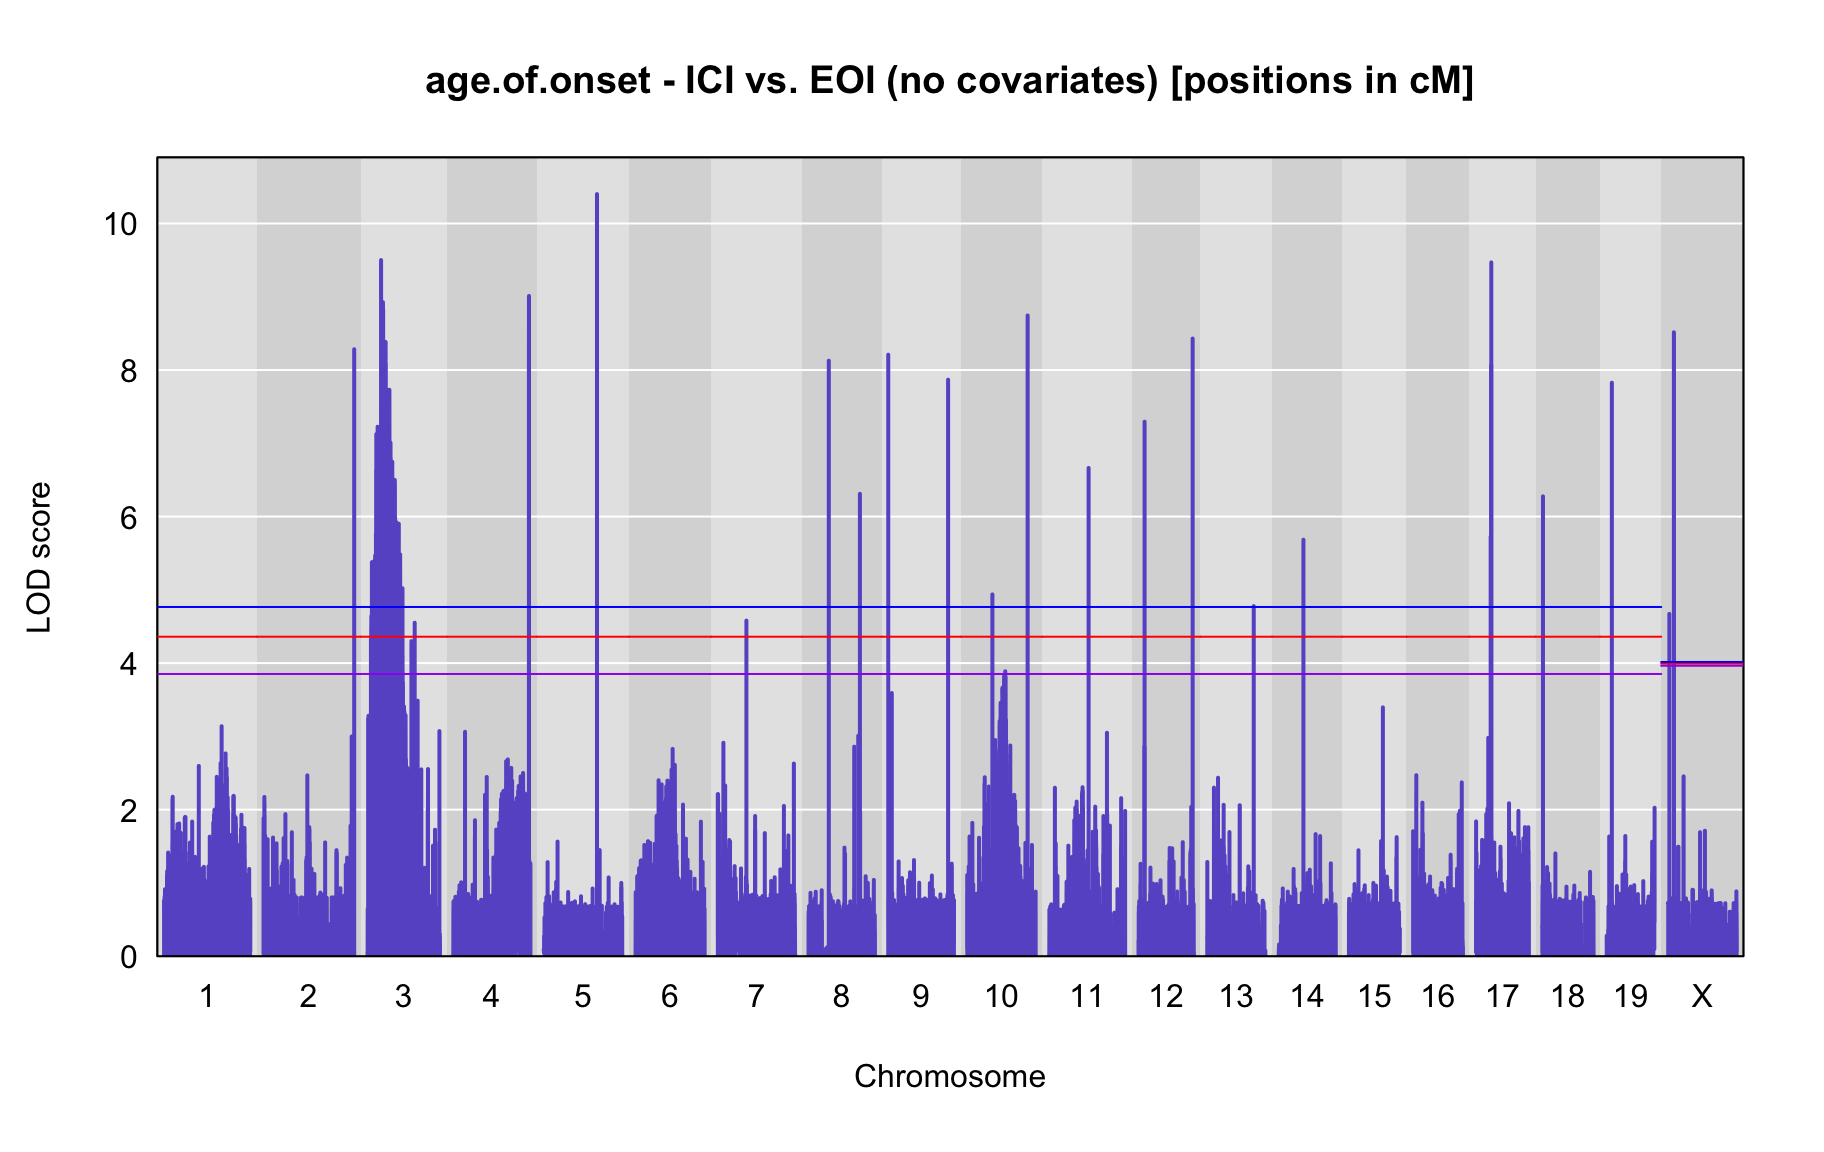 age.of.onset - ICI vs. EOI (no covariates) [positions in cM]
10
8
6
4
2
0
LOD score
1 2 3 4 5 6 7 8 9 10 11 12 13 14 15 16 17 18 19 X
Chromosome